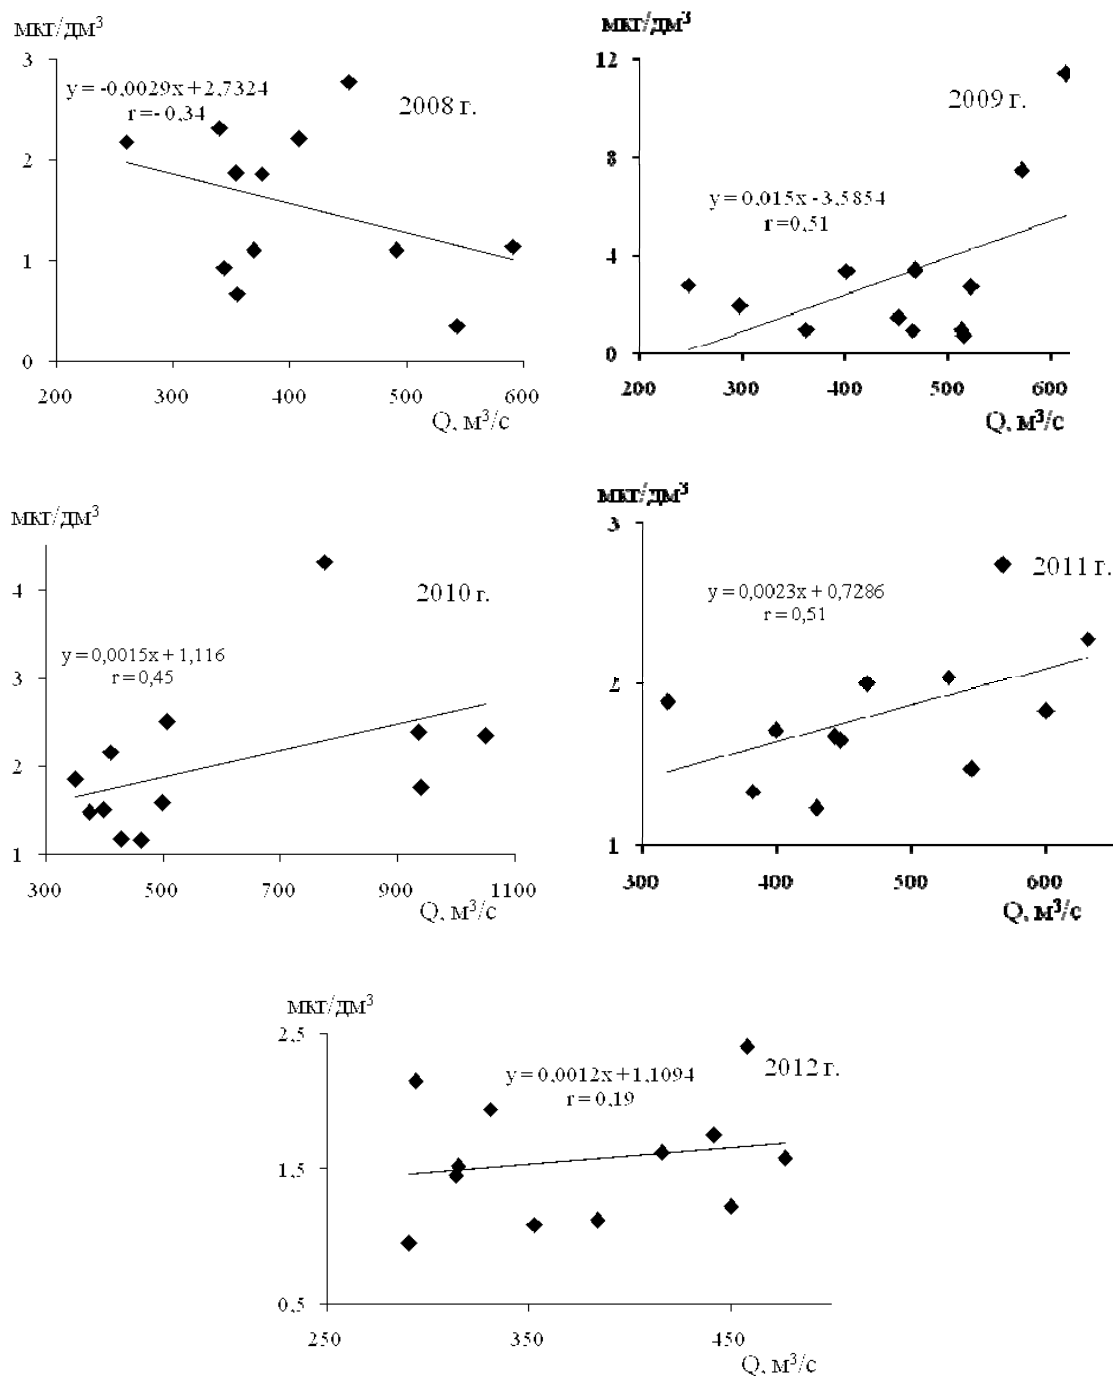 мкг/дм³
3
2
1
0
y = -0,0029x + 2,7324
r = - 0,34
2008 г.
200 300 400 500 600
Q, м³/с
мкг/дм³
12
8
4
0
2009 г.
y = 0,015x - 3,5854
r = 0,51
200 300 400 500 600
Q, м³/с
мкг/дм³
4
3
2
1
2010 г.
y = 0,0015x + 1,116
r = 0,45
300 500 700 900 1100
Q, м³/с
мкг/дм³
3
2
1
2011 г.
y = 0,0023x + 0,7286
r = 0,51
300 400 500 600
Q, м³/с
мкг/дм³
2,5
1,5
0,5
y = 0,0012x + 1,1094
r = 0,19
2012 г.
250 350 450
Q, м³/с